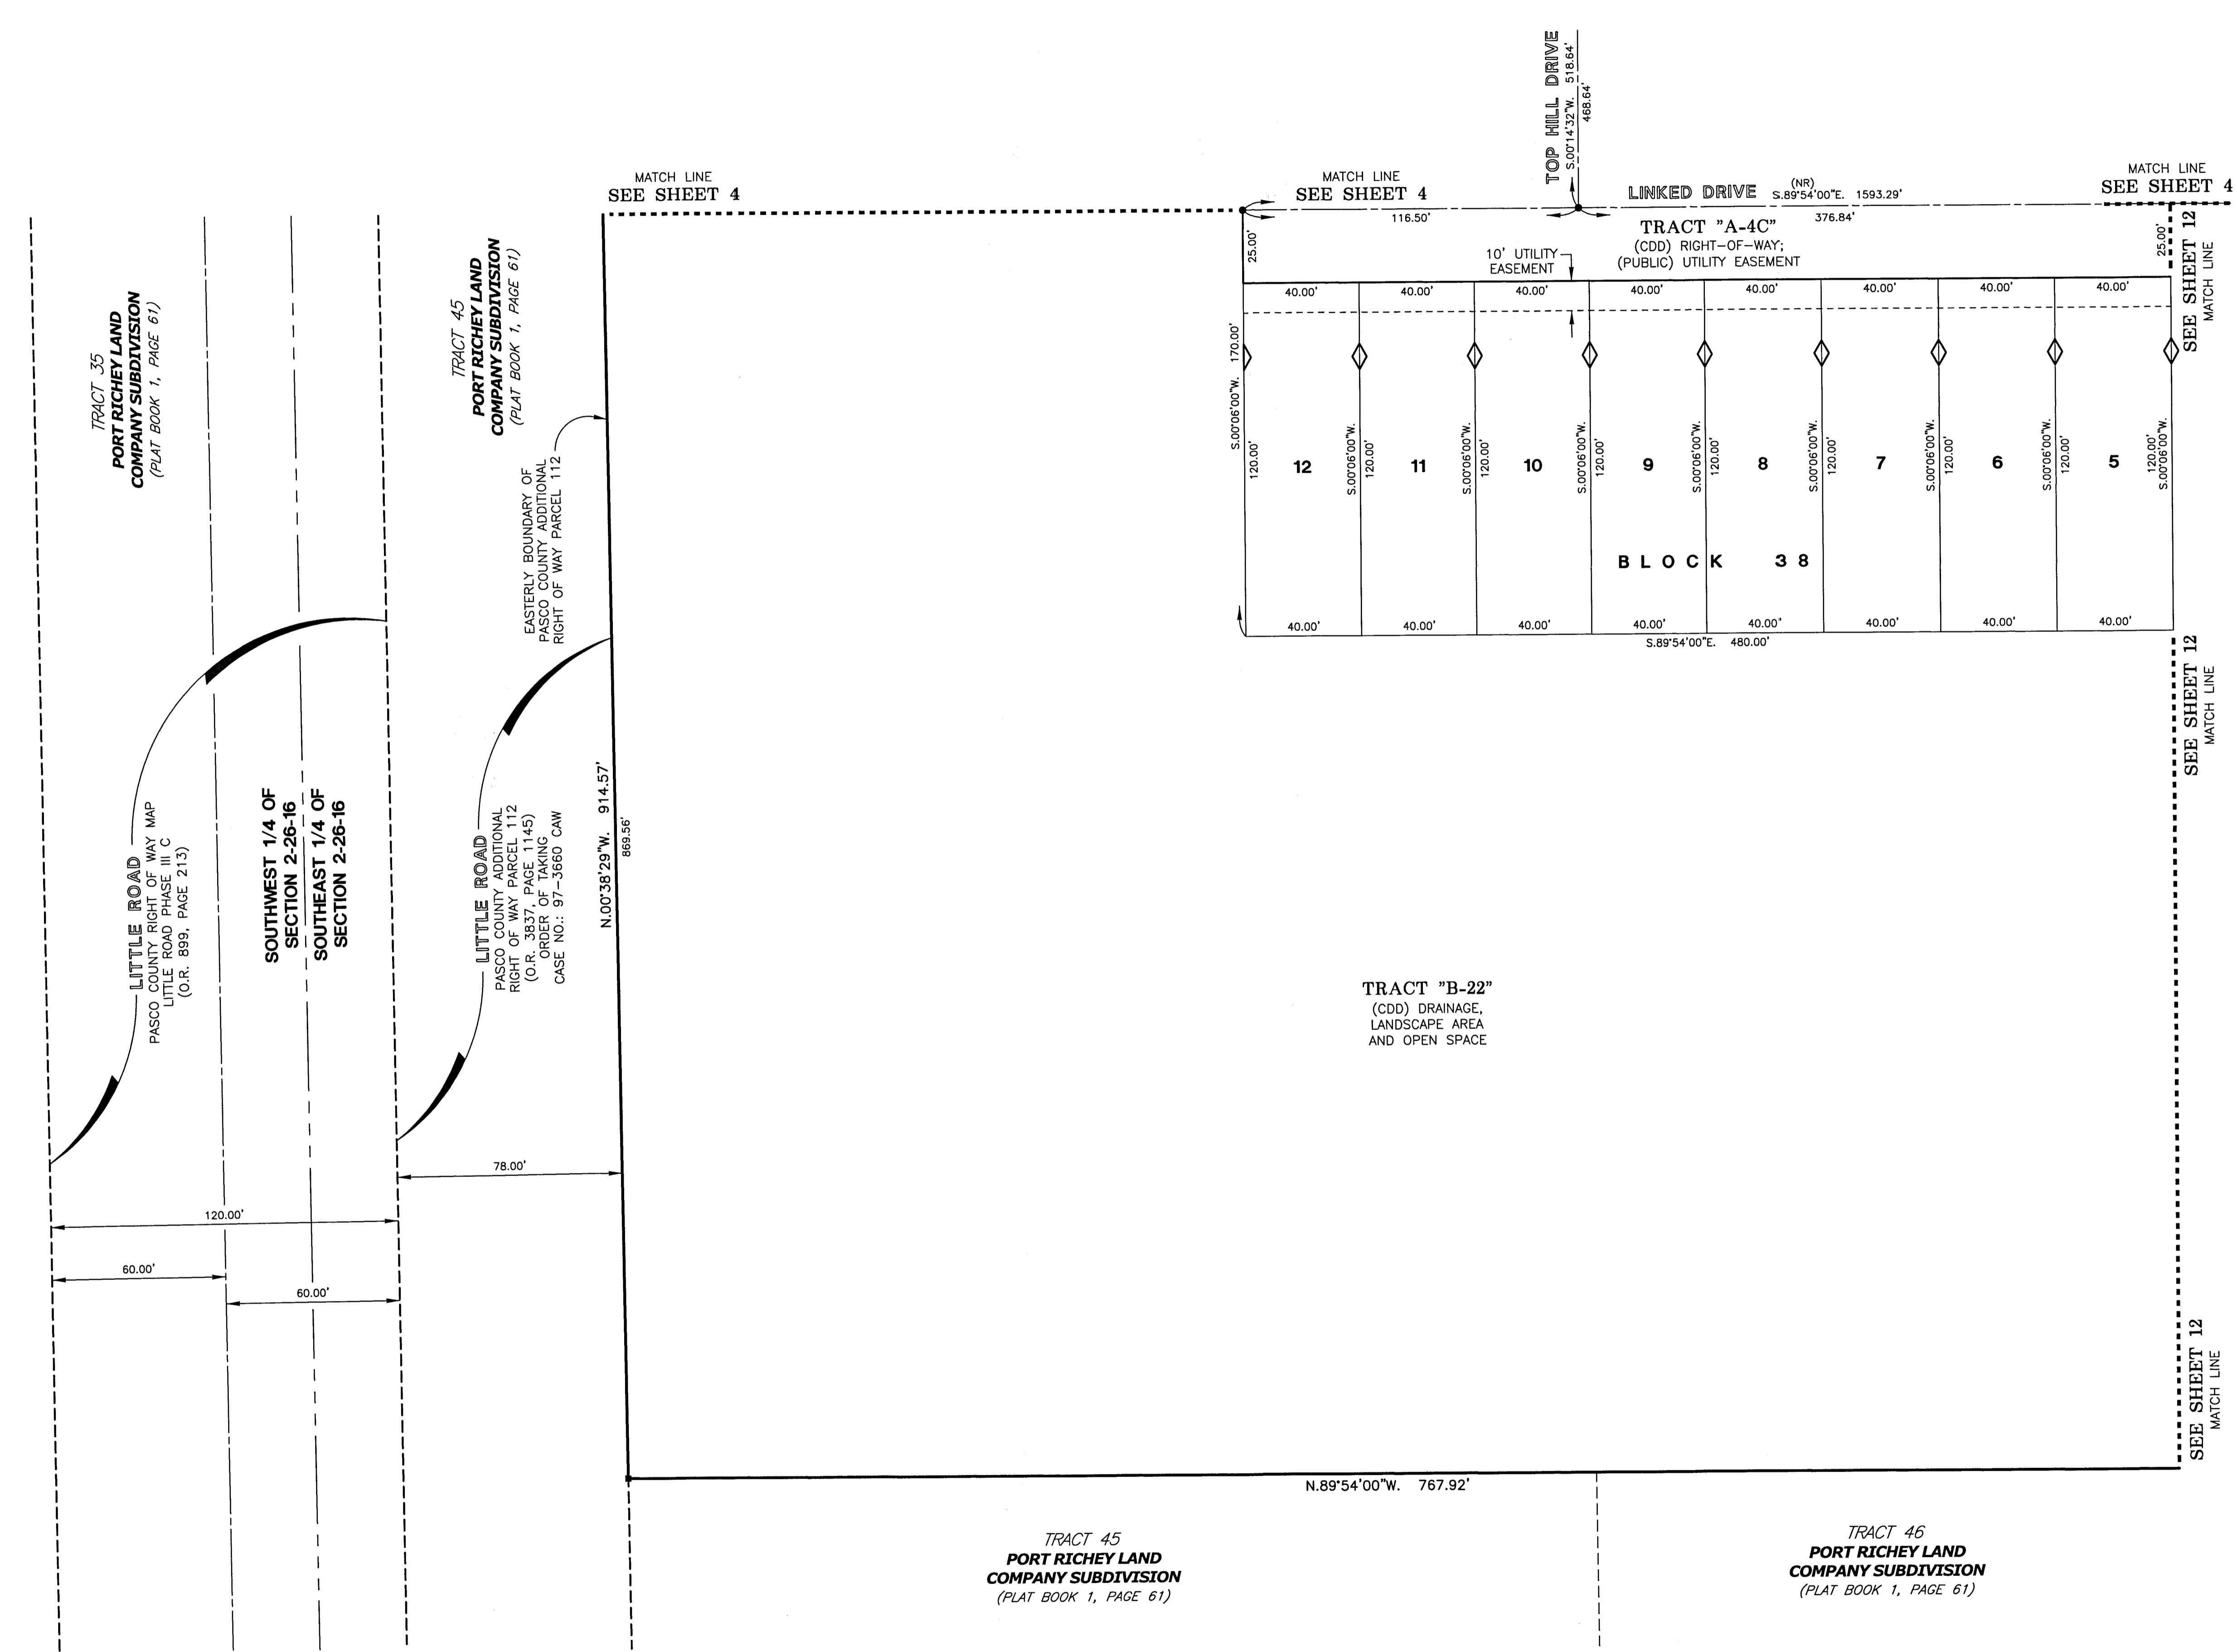 TOP HILL DRIVE
S.00°14'32"W. 518.64'
468.64'
MATCH LINE
SEE SHEET 4
MATCH LINE
SEE SHEET 4
LINKED DRIVE
(NR)
S.89°54'00"E. 1593.29'
MATCH LINE
SEE SHEET 4
116.50'
376.84'
TRACT "A-4C"
(CDD) RIGHT-OF-WAY;
(PUBLIC) UTILITY EASEMENT
10' UTILITY
EASEMENT
25.00'
25.00'
SEE SHEET 12
MATCH LINE
40.00'
40.00'
40.00'
40.00'
40.00'
40.00'
40.00'
40.00'
S.00°06'00"W. 170.00'
120.00'
12
S.00°06'00"W.
120.00'
11
S.00°06'00"W.
120.00'
10
S.00°06'00"W.
120.00'
9
S.00°06'00"W.
120.00'
8
S.00°06'00"W.
120.00'
7
S.00°06'00"W.
120.00'
6
S.00°06'00"W.
120.00'
5
120.00'
S.00°06'00"W.
BLOCK 38
40.00'
40.00'
40.00'
40.00'
40.00'
40.00'
40.00'
40.00'
S.89°54'00"E. 480.00'
SEE SHEET 12
MATCH LINE
TRACT 35
PORT RICHEY LAND
COMPANY SUBDIVISION
(PLAT BOOK 1, PAGE 61)
TRACT 45
PORT RICHEY LAND
COMPANY SUBDIVISION
(PLAT BOOK 1, PAGE 61)
EASTERLY BOUNDARY OF
PASCO COUNTY ADDITIONAL
RIGHT OF WAY PARCEL 112
LITTLE ROAD
PASCO COUNTY RIGHT OF WAY MAP
LITTLE ROAD PHASE III C
(O.R. 899, PAGE 213)
SOUTHWEST 1/4 OF
SECTION 2-26-16
SOUTHEAST 1/4 OF
SECTION 2-26-16
LITTLE ROAD
PASCO COUNTY ADDITIONAL
RIGHT OF WAY PARCEL 112
(O.R. 3837, PAGE 1145)
ORDER OF TAKING
CASE NO.: 97-3660 CAW
N.00°38'29"W. 914.57'
869.56'
TRACT "B-22"
(CDD) DRAINAGE,
LANDSCAPE AREA
AND OPEN SPACE
78.00'
120.00'
60.00'
60.00'
SEE SHEET 12
MATCH LINE
N.89°54'00"W. 767.92'
TRACT 45
PORT RICHEY LAND
COMPANY SUBDIVISION
(PLAT BOOK 1, PAGE 61)
TRACT 46
PORT RICHEY LAND
COMPANY SUBDIVISION
(PLAT BOOK 1, PAGE 61)